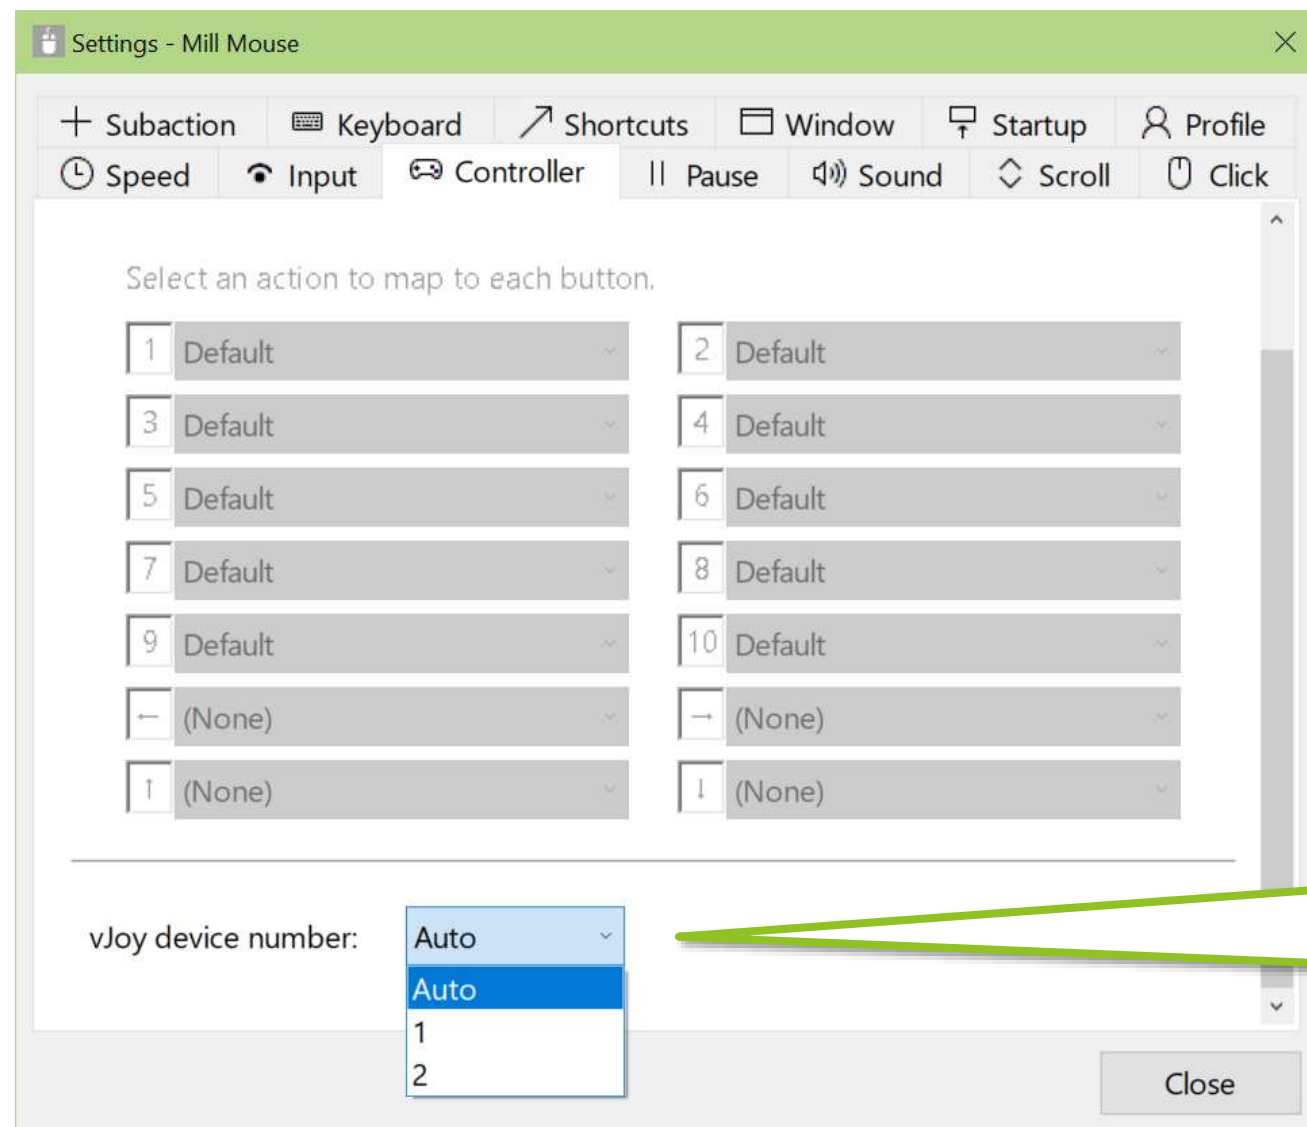 Settings - Mill Mouse
Subaction Keyboard Shortcuts Window Startup Profile
Speed Input Controller Pause Sound Scroll Click
Select an action to map to each button.
1 Default 2 Default
3 Default 4 Default
5 Default 6 Default
7 Default 8 Default
9 Default 10 Default
← (None) → (None)
↑ (None) ↓ (None)
vJoy device number: Auto
Auto
1
2
Close